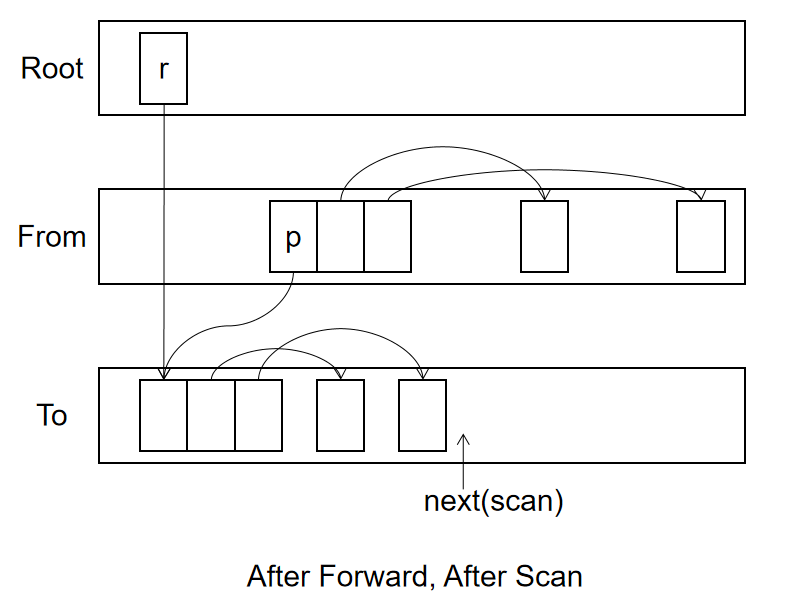 Root
r
From
p
To
next(scan)
After Forward, After Scan